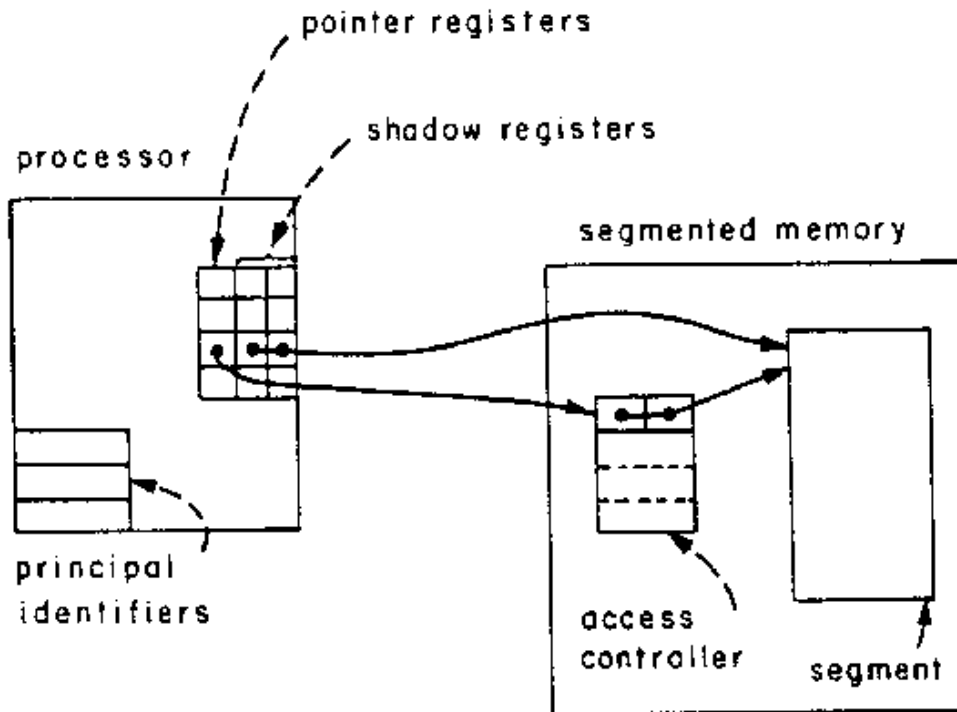 pointer registers
shadow registers
processor
segmented memory
principal
identifiers
access
controller
segment